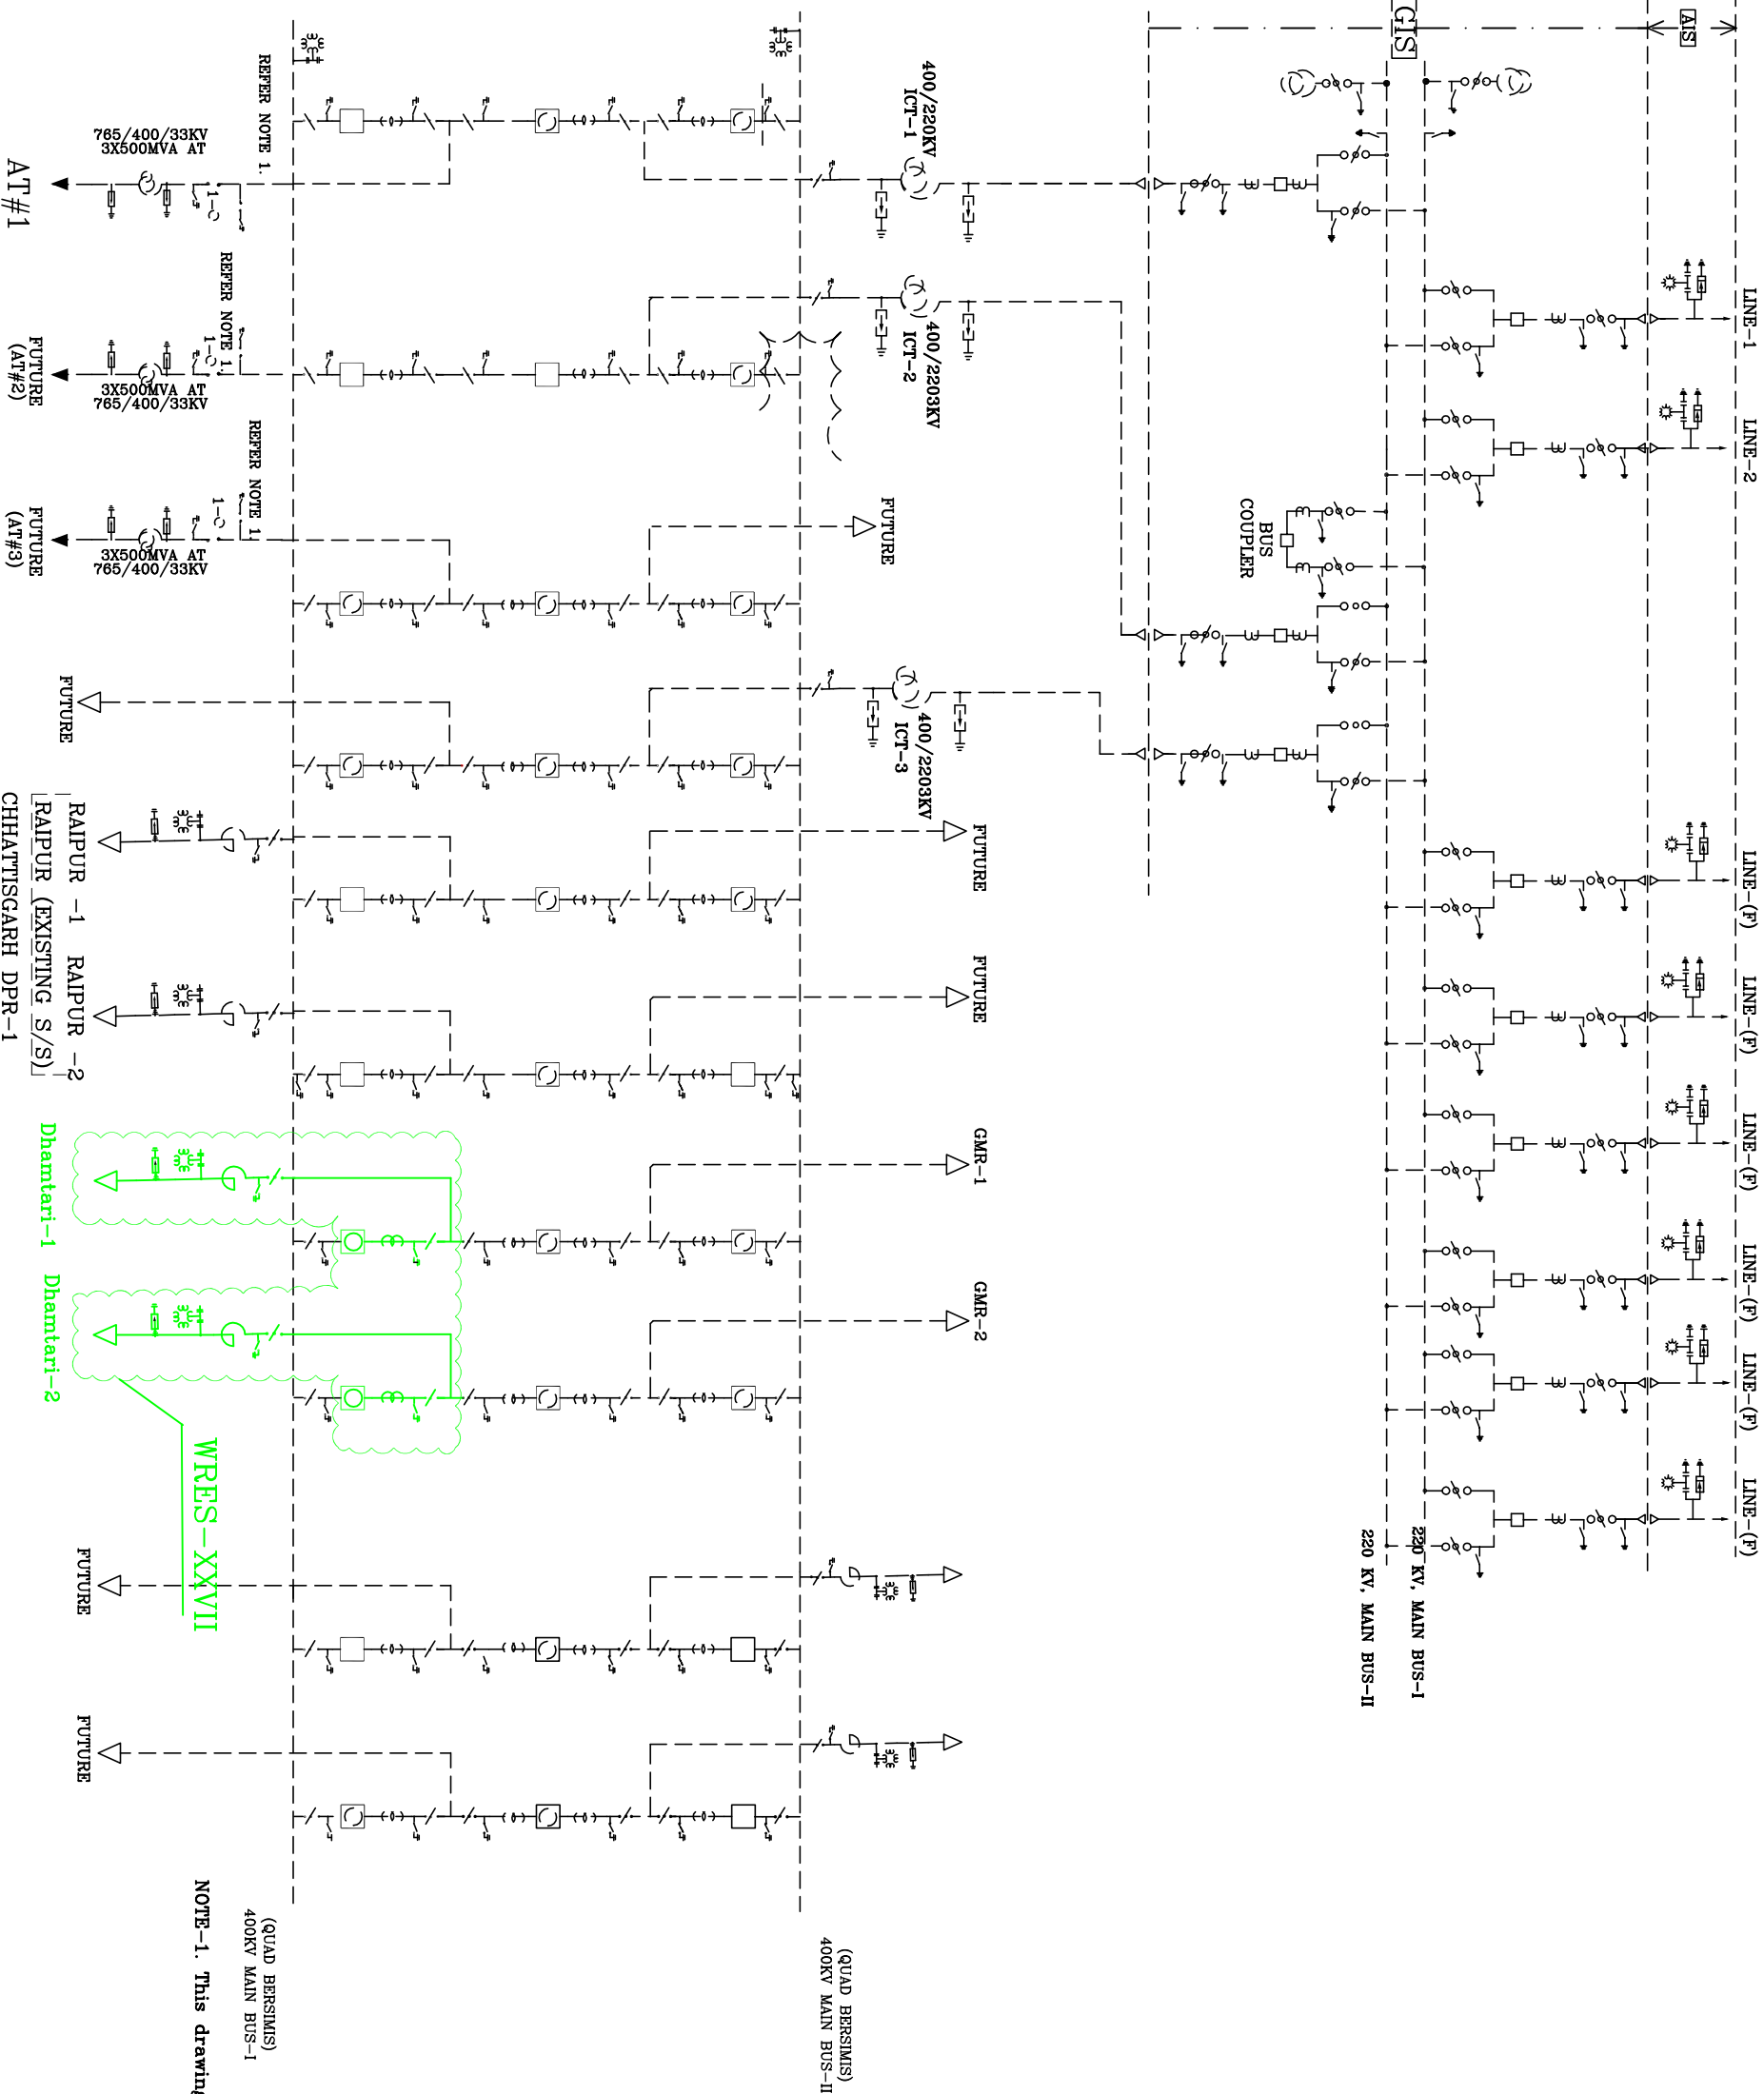 AIS
GIS
LINE-1
LINE-2
LINE-(F)
LINE-(F)
LINE-(F)
LINE-(F)
LINE-(F)
LINE-(F)
220 KV, MAIN BUS-I
220 KV, MAIN BUS-II
BUS
COUPLER
400/220KV
ICT-1
400/2203KV
ICT-2
400/2203KV
ICT-3
FUTURE
FUTURE
FUTURE
GMR-1
GMR-2
(QUAD BERSIMIS)
400KV MAIN BUS-II
(QUAD BERSIMIS)
400KV MAIN BUS-I
REFER NOTE 1.
REFER NOTE 1.
REFER NOTE 1.
765/400/33KV
3X500MVA AT
3X500MVA AT
765/400/33KV
3X500MVA AT
765/400/33KV
AT#1
FUTURE
(AT#2)
FUTURE
(AT#3)
FUTURE
RAIPUR -1 RAIPUR -2
RAIPUR (EXISTING S/S)
CHHATTISGARH DPR-1
Dhamtari-1
Dhamtari-2
WRES-XXVII
FUTURE
FUTURE
NOTE-1. This drawing